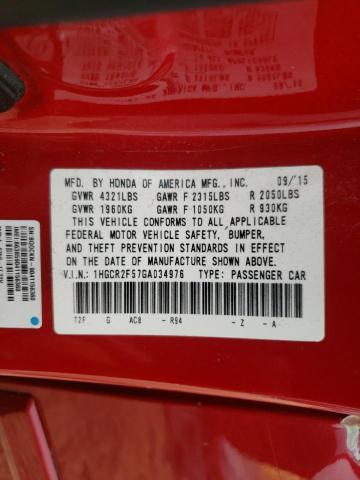 MFD. BY HONDA OF AMERICA MFG., INC. 09/'15
GVWR 4321LBS GAWR F 2315LBS R 2050LBS
GVWR 1960KG GAWR F 1050KG R 930KG
THIS VEHICLE CONFORMS TO ALL APPLICABLE
FEDERAL MOTOR VEHICLE SAFETY, BUMPER,
AND THEFT PREVENTION STANDARDS IN EFFECT
ON THE DATE OF MANUFACTURE SHOWN ABOVE.
V.I.N.: 1HGCR2F57GA034976 TYPE: PASSENGER CAR
T2F G AC8 - R94 - Z - A